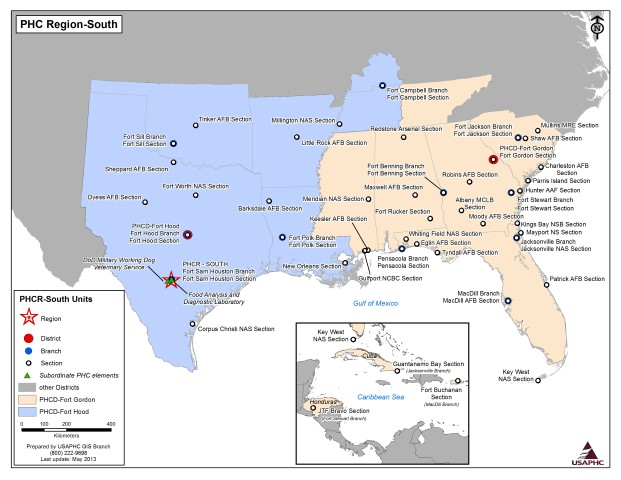 PHC Region-South
N
Fort Campbell Branch
Fort Campbell Section
Tinker AFB Section
Millington NAS Section
Fort Sill Branch
Fort Sill Section
Little Rock AFB Section
Redstone Arsenal Section
Fort Jackson Branch
Fort Jackson Section
Mullins MRE Section
Shaw AFB Section
PHCD-Fort Gordon
Fort Gordon Section
Sheppard AFB Section
Fort Benning Branch
Fort Benning Section
Robins AFB Section
Charleston AFB
Section
Parris Island Section
Dyess AFB Section
Fort Worth NAS Section
Barksdale AFB Section
Meridian NAS Section
Maxwell AFB Section
Hunter AAF Section
Fort Stewart Branch
Fort Stewart Section
Albany MCLB
Section
Keesler AFB Section
Fort Rucker Section
Moody AFB Section
Kings Bay NSB Section
Mayport NS Section
Jacksonville Branch
Jacksonville NAS Section
PHCD-Fort Hood
Fort Hood Branch
Fort Hood Section
Fort Polk Branch
Fort Polk Section
Whiting Field NAS Section
Eglin AFB Section
Tyndall AFB Section
Pensacola Branch
Pensacola Section
New Orleans Section
Gulfport NCBC Section
DoD Military Working Dog
Veterinary Service
PHCR - SOUTH
Fort Sam Houston Branch
Fort Sam Houston Section
Food Analysis and
Diagnostic Laboratory
Patrick AFB Section
MacDill Branch
MacDill AFB Section
Gulf of Mexico
Corpus Christi NAS Section
Key West
NAS Section
PHCR-South Units
Region
District
Branch
Section
Subordinate PHC elements
other Districts
PHCD-Fort Gordon
PHCD-Fort Hood
0 100 200 400
Kilometers
Prepared by USAPHC GIS Branch
(800) 222-9698
Last update: May 2013
Key West
NAS Section
Cuba
Guantanamo Bay Section
(Jacksonville Branch)
Caribbean Sea
Fort Buchanan
Section
(MacDill Branch)
Honduras
JTF Bravo Section
(Fort Stewart Branch)
USAPHC